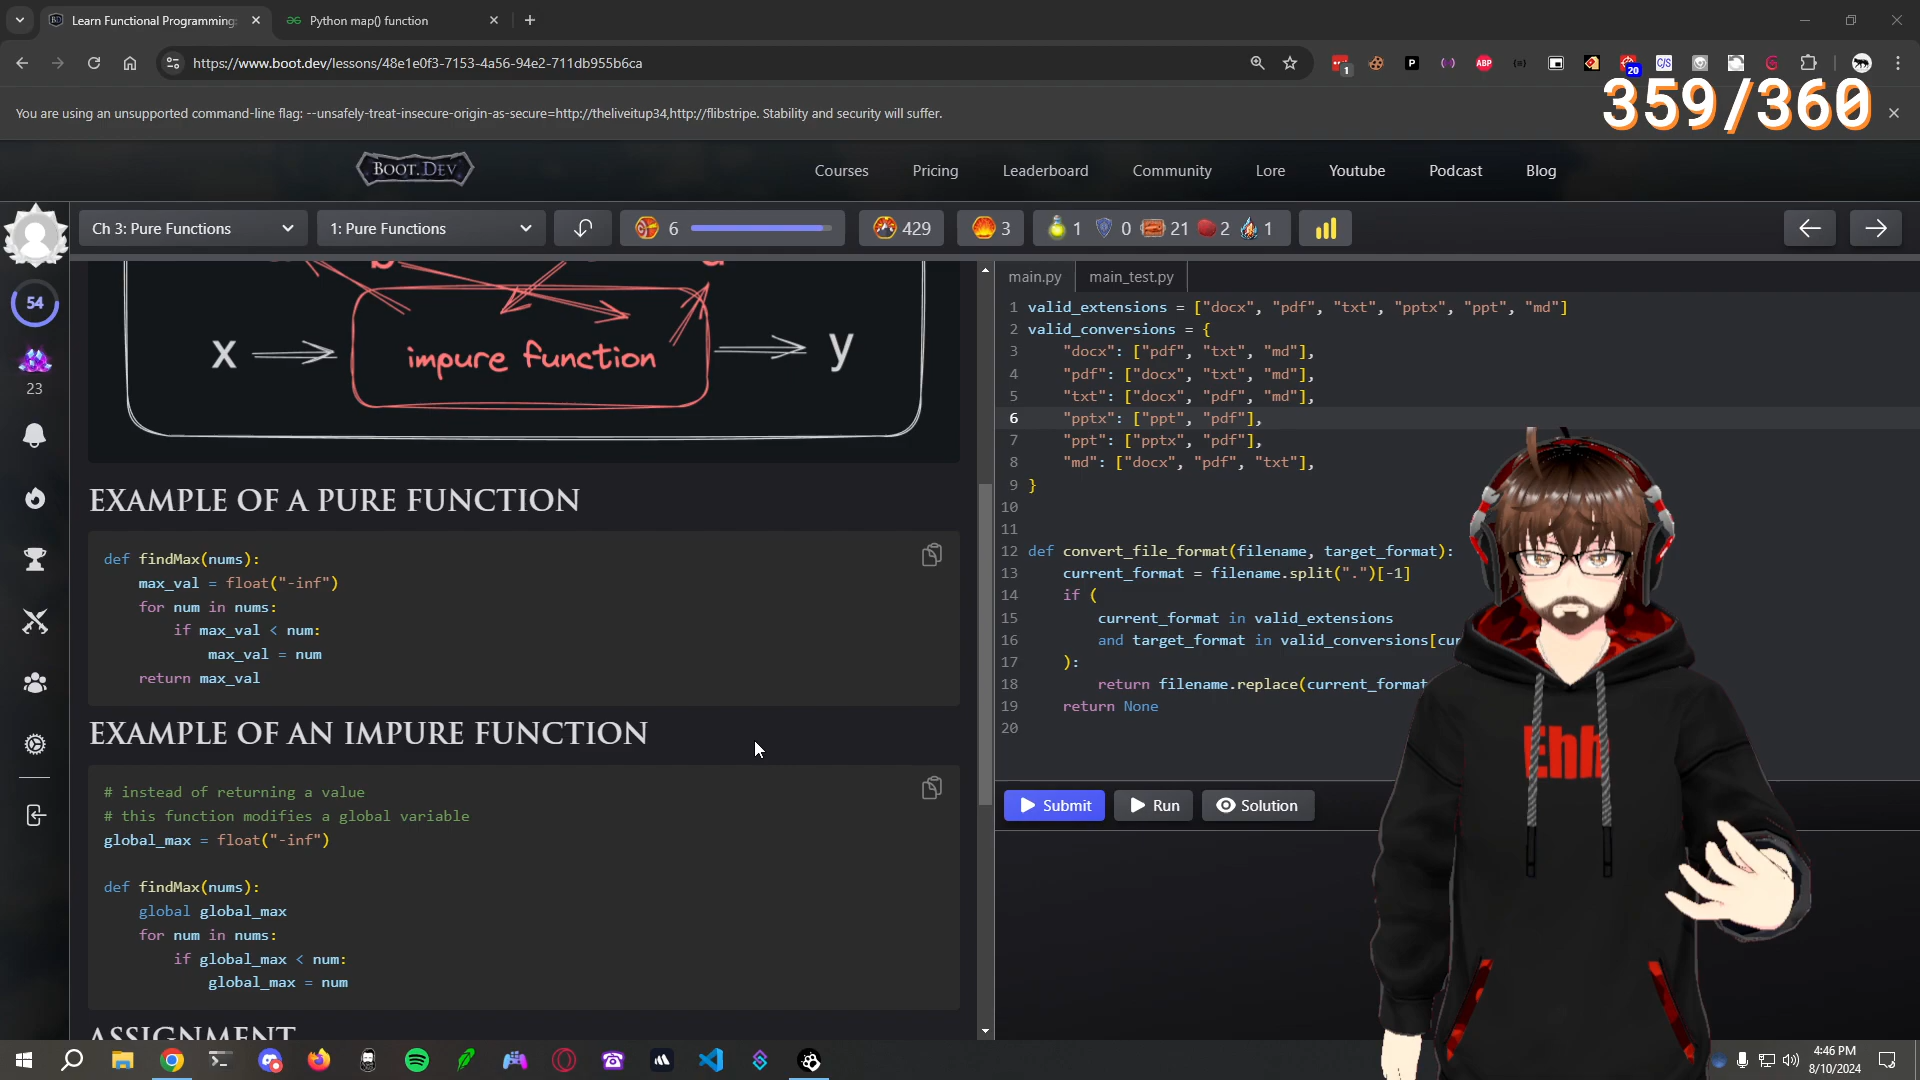 Learn Functional Programming
Python map() function
https://www.boot.dev/lessons/48e1e0f3-7153-4a56-94e2-711db955b6ca
1
P
ABP
20
C/S
You are using an unsupported command-line flag: --unsafely-treat-insecure-origin-as-secure=http://theliveitup34,http://flibstripe. Stability and security will suffer.
359/360
BOOT.DEV
Courses
Pricing
Leaderboard
Community
Lore
Youtube
Podcast
Blog
Ch 3: Pure Functions
1: Pure Functions
6
429
3
1
0
21
2
1
54
23
x
impure function
y
EXAMPLE OF A PURE FUNCTION
def findMax(nums):
max_val = float("-inf")
for num in nums:
if max_val < num:
max_val = num
return max_val
EXAMPLE OF AN IMPURE FUNCTION
# instead of returning a value
# this function modifies a global variable
global_max = float("-inf")
def findMax(nums):
global global_max
for num in nums:
if global_max < num:
global_max = num
ASSIGNMENT
main.py
main_test.py
1 valid_extensions = ["docx", "pdf", "txt", "pptx", "ppt", "md"]
2 valid_conversions = {
3 "docx": ["pdf", "txt", "md"],
4 "pdf": ["docx", "txt", "md"],
5 "txt": ["docx", "pdf", "md"],
6 "pptx": ["ppt", "pdf"],
7 "ppt": ["pptx", "pdf"],
8 "md": ["docx", "pdf", "txt"],
9 }
10
11
12 def convert_file_format(filename, target_format):
13 current_format = filename.split(".")[-1]
14 if (
15 current_format in valid_extensions
16 and target_format in valid_conversions[cur
17 ):
18 return filename.replace(current_format
19 return None
20
Submit
Run
Solution
Ehh
4:46 PM
8/10/2024